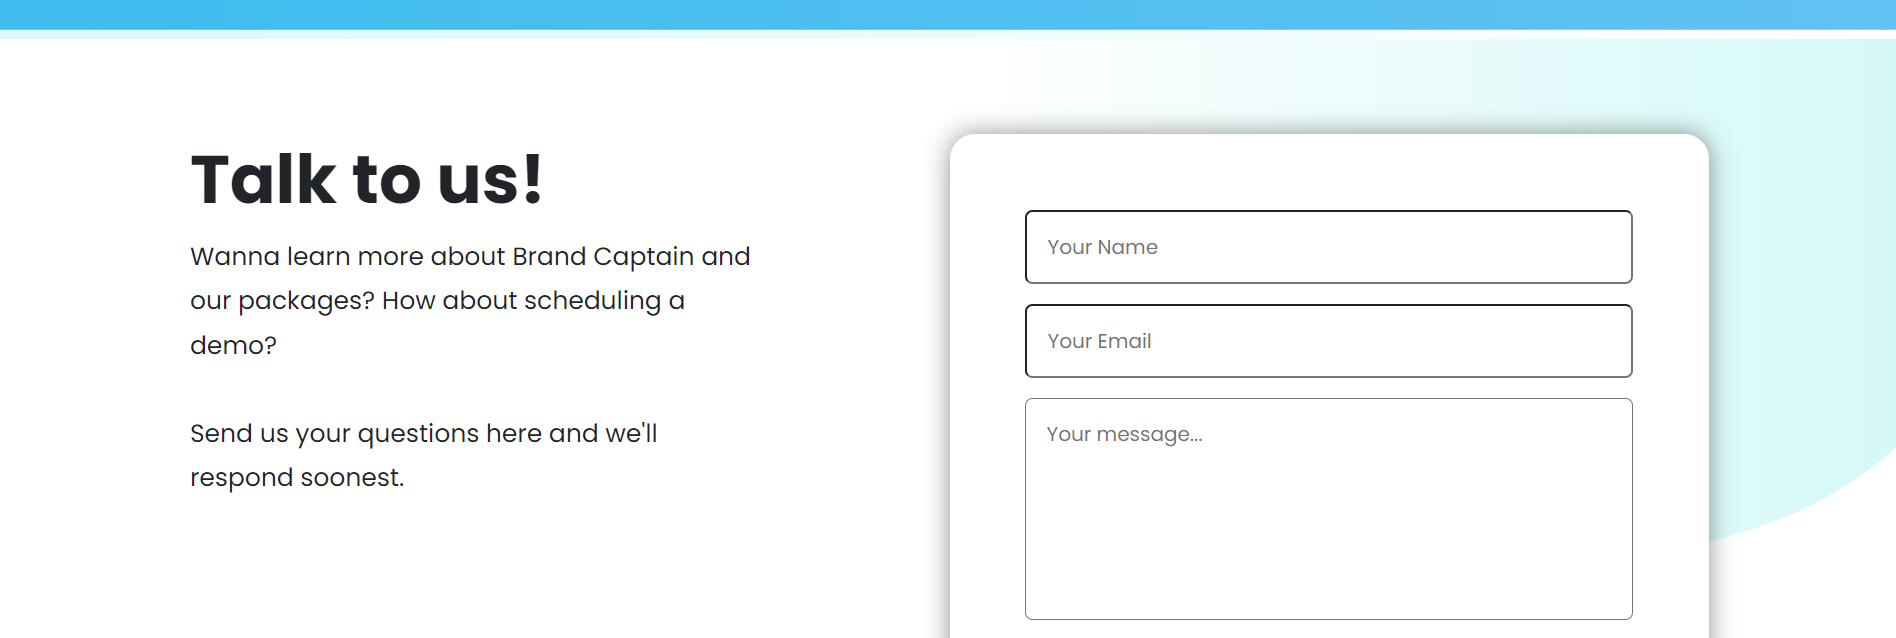 Talk to us!
Wanna learn more about Brand Captain and
our packages? How about scheduling a
demo?
Send us your questions here and we'll
respond soonest.
Your Name
Your Email
Your message...